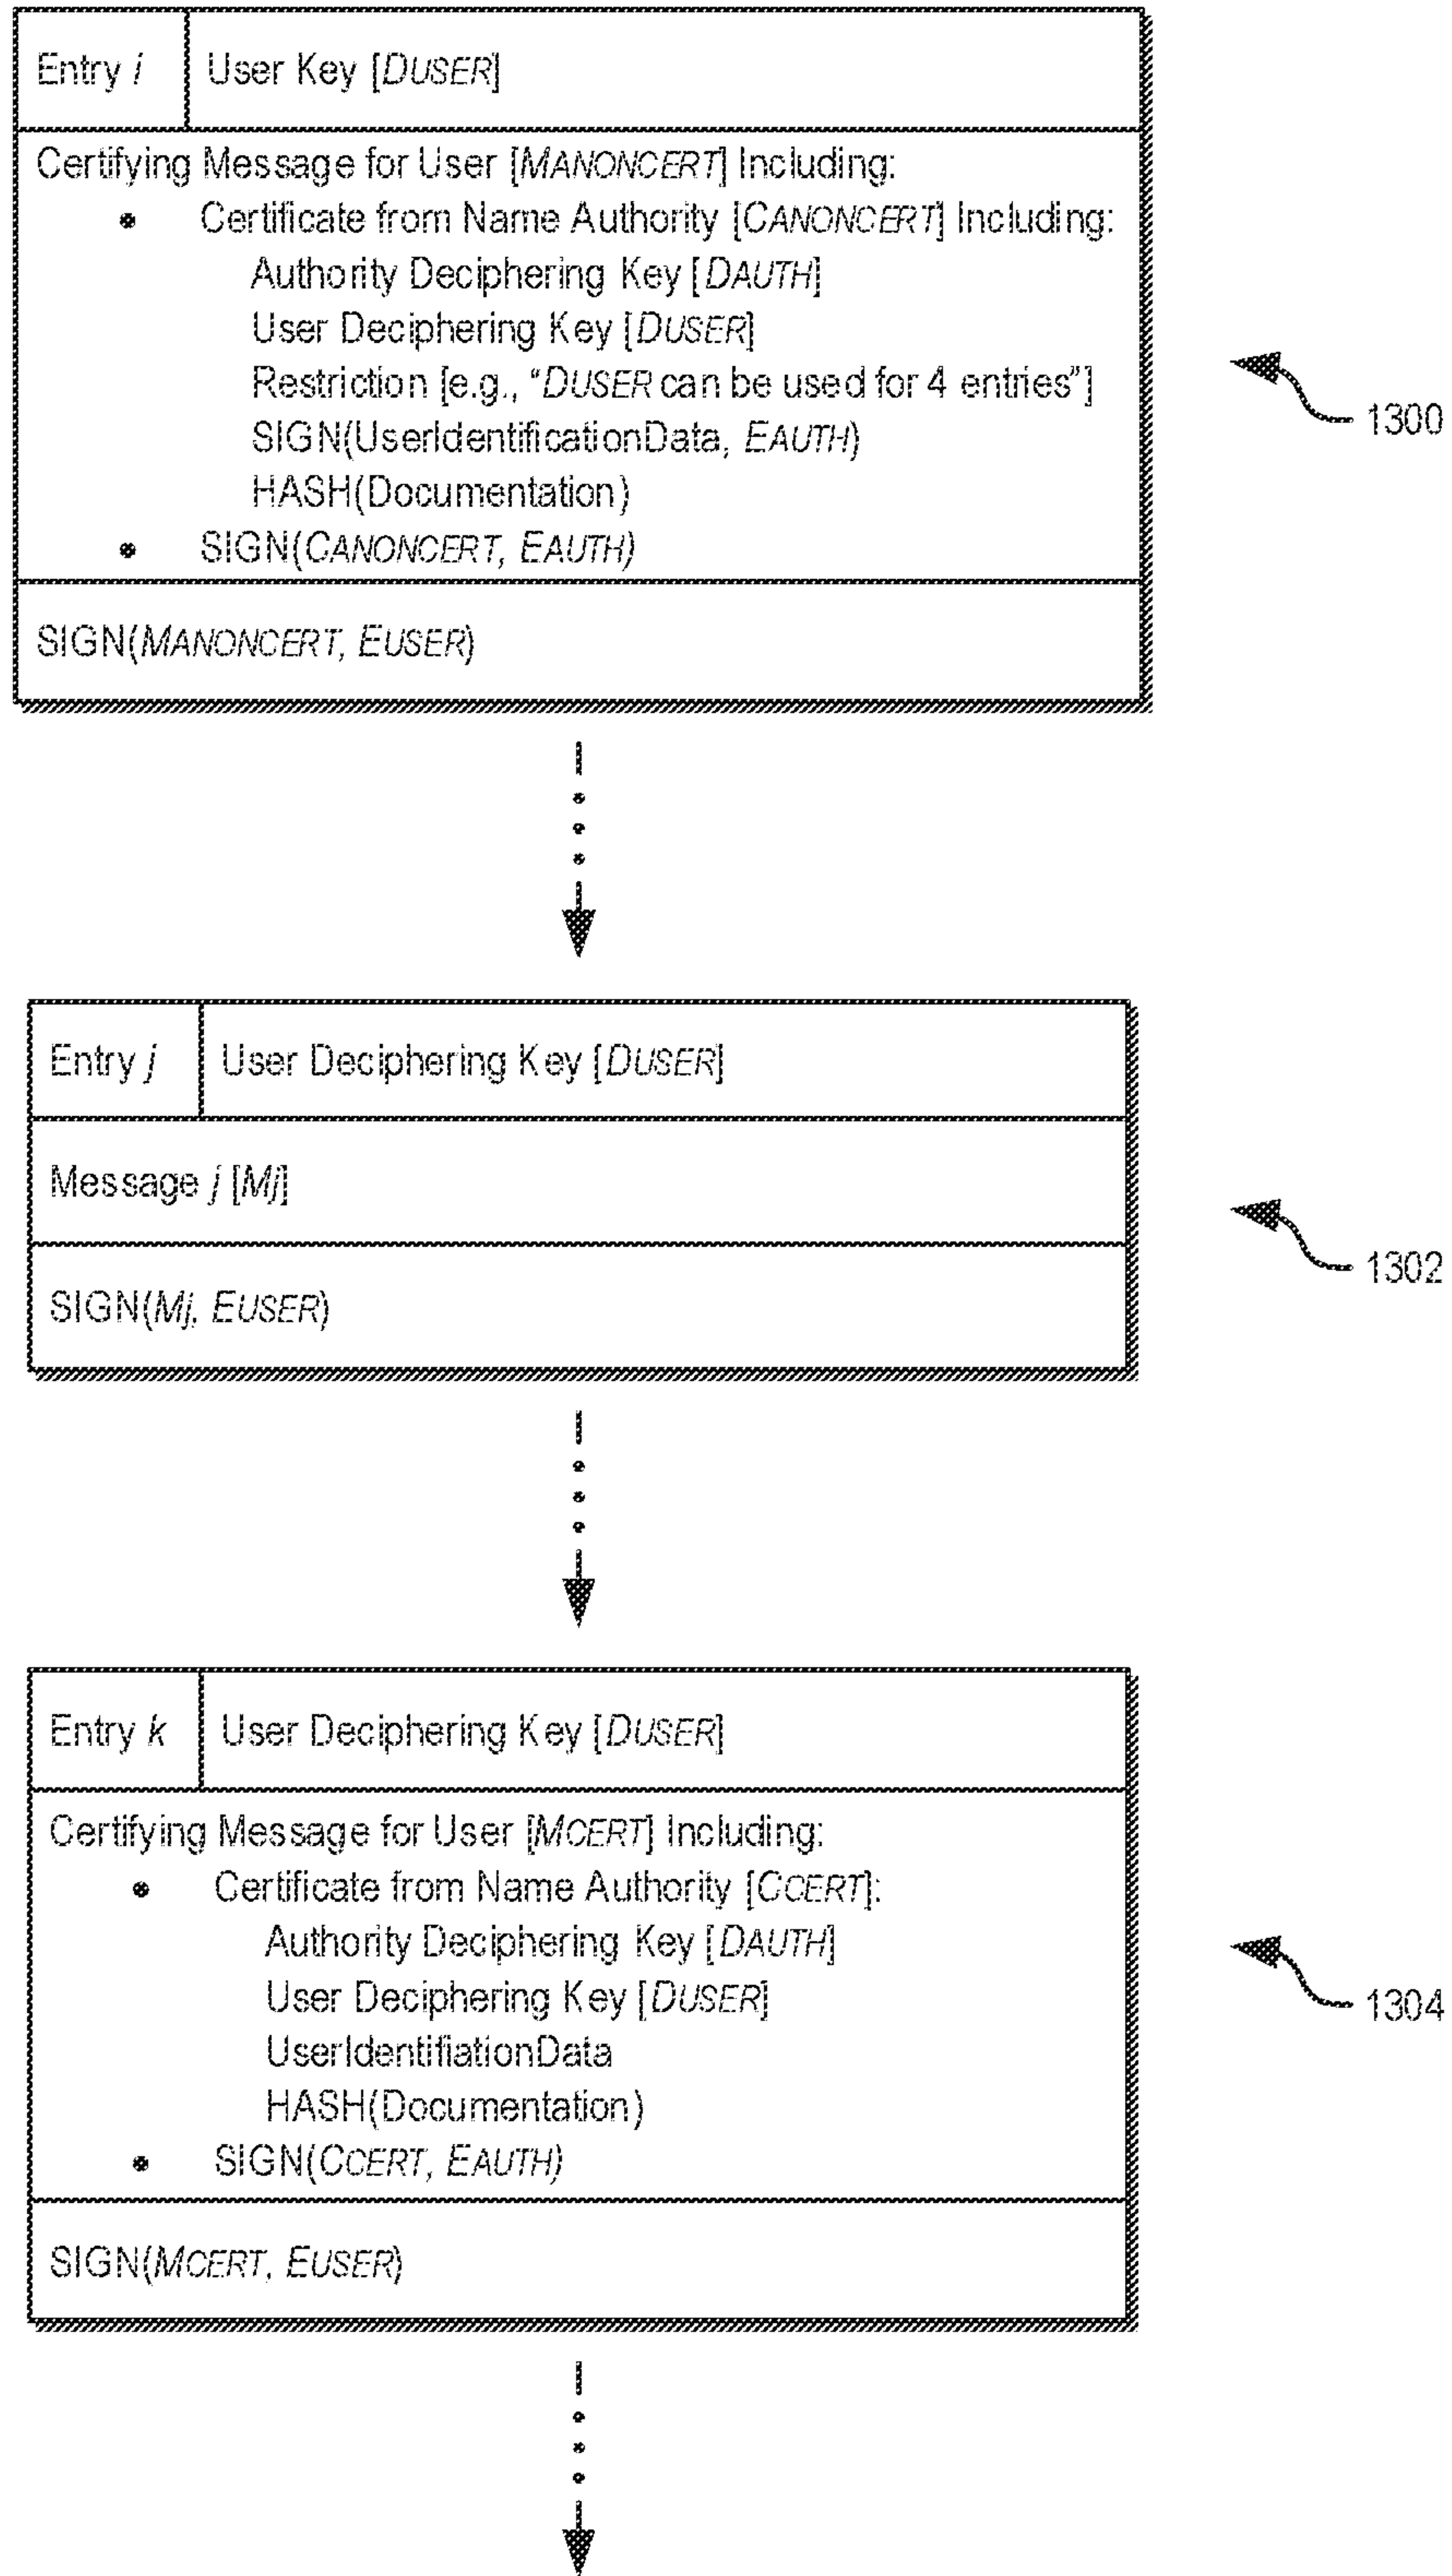 Entry i User Key [DUSER]
Certifying Message for User [MANONCERT] Including:
• Certificate from Name Authority [CANONCERT] Including:
Authority Deciphering Key [DAUTH]
User Deciphering Key [DUSER]
Restriction [e.g., “DUSER can be used for 4 entries”]
SIGN(UserIdentificationData, EAUTH)
HASH(Documentation)
• SIGN(CANONCERT, EAUTH)
SIGN(MANONCERT, EUSER)
1300
Entry j User Deciphering Key [DUSER]
Message j [Mj]
SIGN(Mj, EUSER)
1302
Entry k User Deciphering Key [DUSER]
Certifying Message for User [MCERT] Including:
• Certificate from Name Authority [CCERT]:
Authority Deciphering Key [DAUTH]
User Deciphering Key [DUSER]
UserIdentifiationData
HASH(Documentation)
• SIGN(CCERT, EAUTH)
SIGN(MCERT, EUSER)
1304